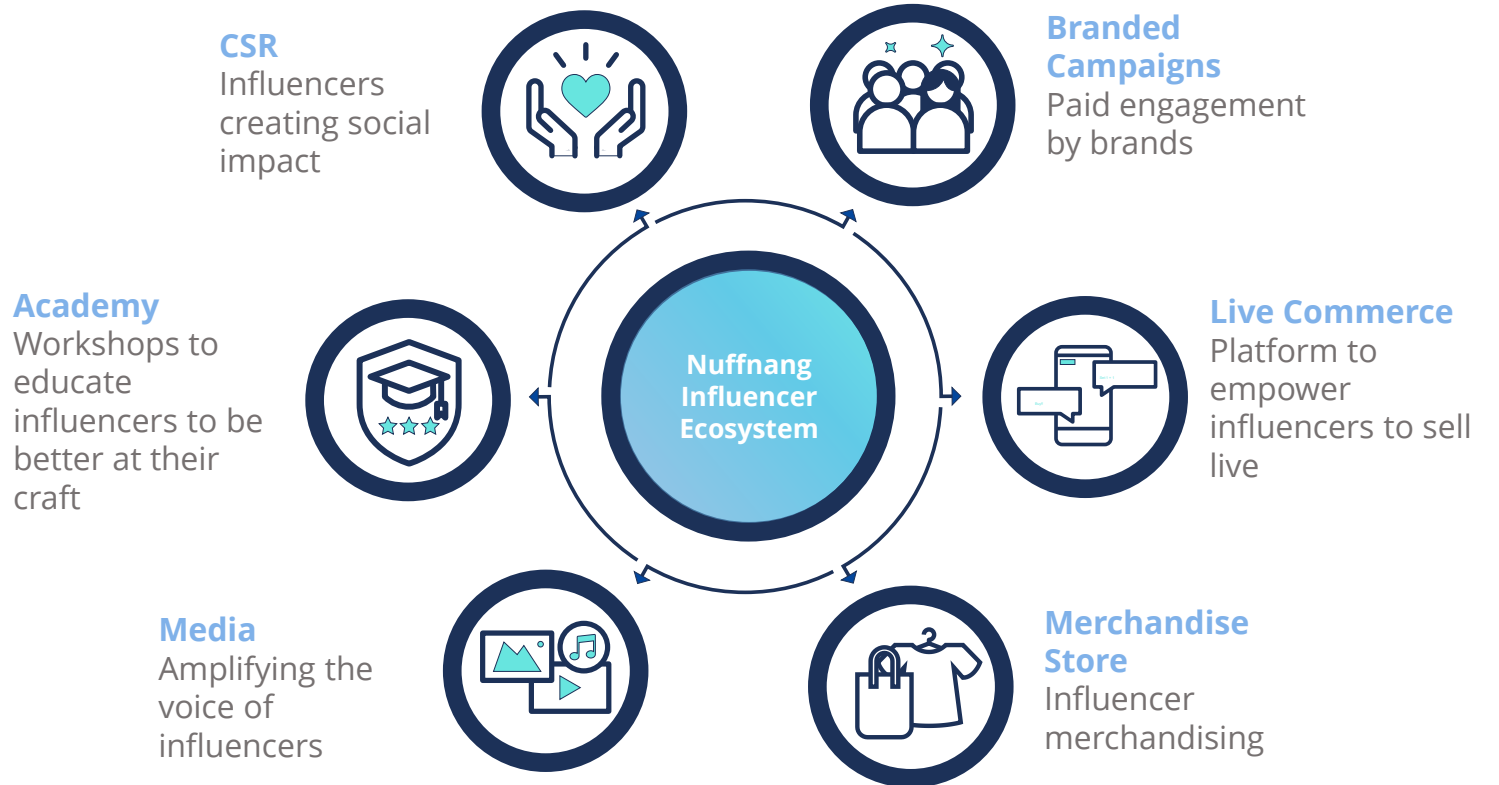 CSR
Influencers
creating social
impact
Branded
Campaigns
Paid engagement
by brands
Academy
Workshops to
educate
influencers to be
better at their
craft
Nuffnang
Influencer
Ecosystem
Live Commerce
Platform to
empower
influencers to sell
live
Media
Amplifying the
voice of
influencers
Merchandise
Store
Influencer
merchandising